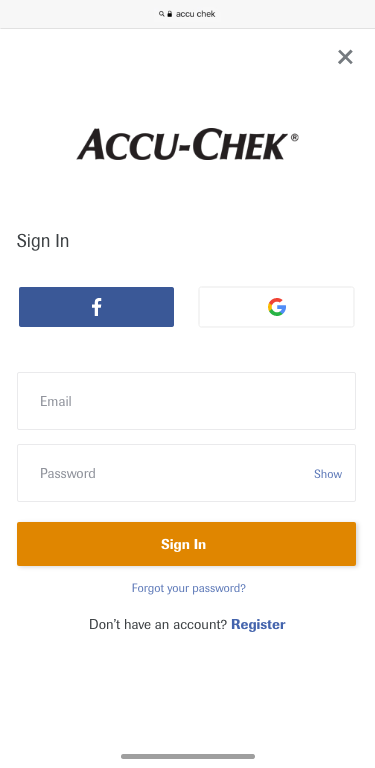 accu chek
ACCU-CHEK®
Sign In
Email
Password
Show
Sign In
Forgot your password?
Don't have an account? Register